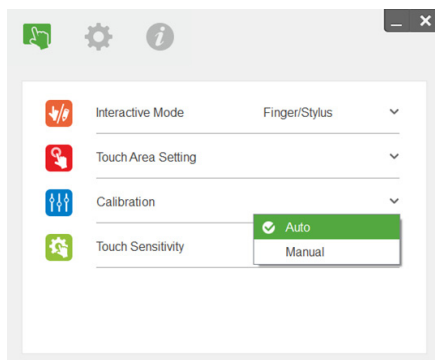 Interactive Mode Finger/Stylus
Touch Area Setting
Calibration
Auto
Touch Sensitivity
Manual